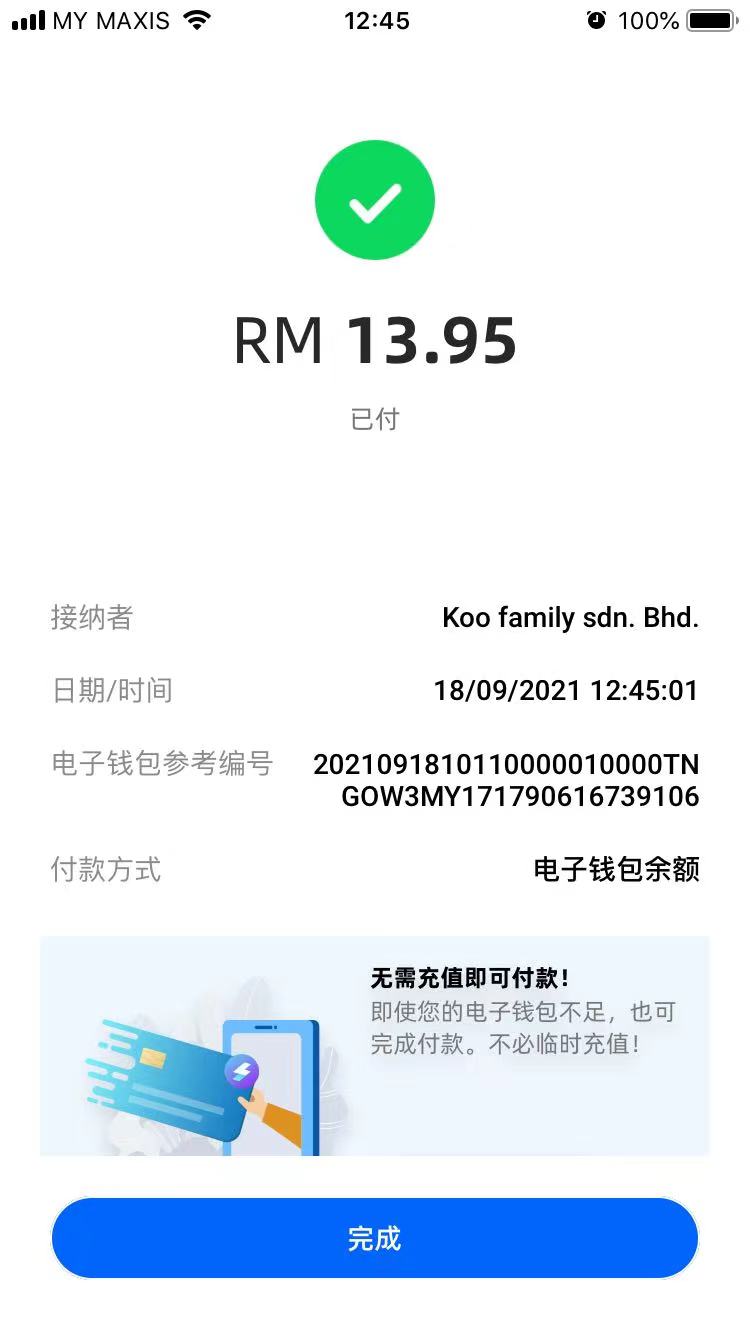 MY MAXIS 12:45 100%
RM 13.95
已付
接纳者 Koo family sdn. Bhd.
日期/时间 18/09/2021 12:45:01
电子钱包参考编号 2021091810110000010000TN
GOW3MY171790616739106
付款方式 电子钱包余额
无需充值即可付款！
即使您的电子钱包不足，也可
完成付款。不必临时充值！
完成